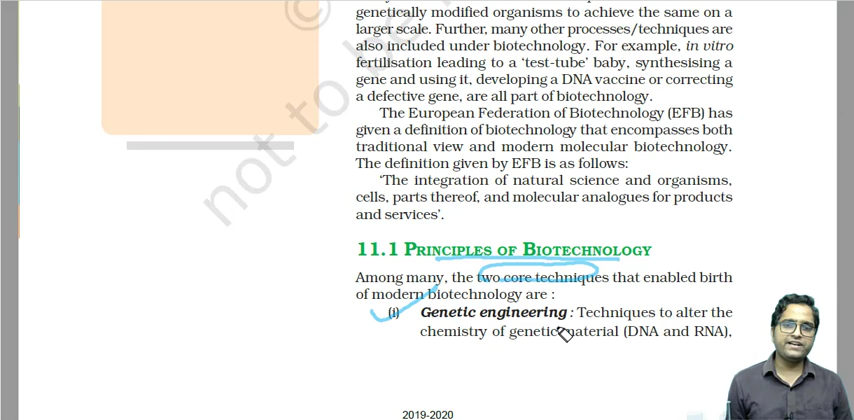 genetically modified organisms to achieve the same on a
larger scale. Further, many other processes/techniques are
also included under biotechnology. For example, in vitro
fertilisation leading to a ‘test-tube’ baby, synthesising a
gene and using it, developing a DNA vaccine or correcting
a defective gene, are all part of biotechnology.
The European Federation of Biotechnology (EFB) has
given a definition of biotechnology that encompasses both
traditional view and modern molecular biotechnology.
The definition given by EFB is as follows:
‘The integration of natural science and organisms,
cells, parts thereof, and molecular analogues for products
and services’.
11.1 PRINCIPLES OF BIOTECHNOLOGY
Among many, the two core techniques that enabled birth
of modern biotechnology are :
(i) Genetic engineering : Techniques to alter the
chemistry of genetic material (DNA and RNA),
2019-2020
©
not to be